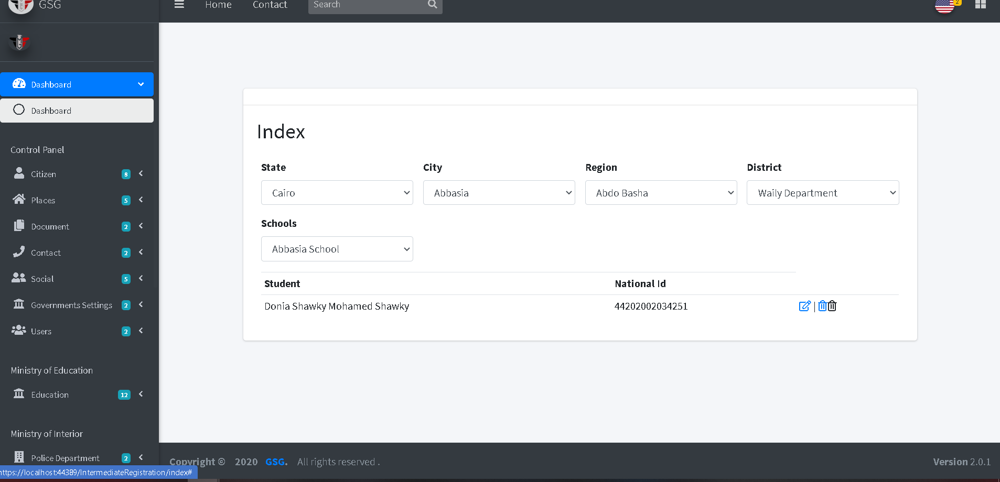 GSG
Home Contact Search 2
Dashboard
Dashboard
Control Panel
Citizen 8
Places 5
Document 2
Contact 2
Social 5
Governments Settings 2
Users 2
Ministry of Education
Education 12
Ministry of Interior
Police Department 2
https://localhost:44389/IntermediateRegistration/index#
Index
State City Region District
Cairo Abbasia Abdo Basha Waily Department
Schools
Abbasia School
Student National Id
Donia Shawky Mohamed Shawky 44202002034251 |
Copyright © 2020 GSG. All rights reserved .
Version 2.0.1